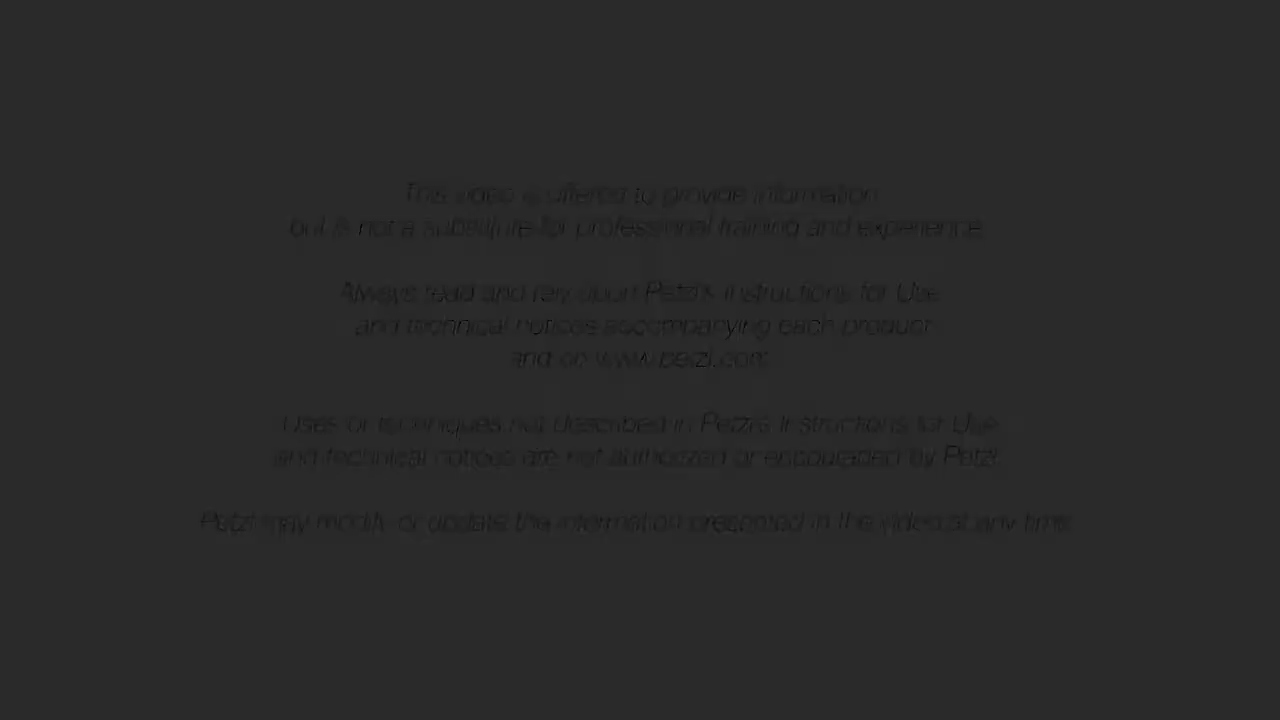 This video is offered to provide information
but is not a substitute for professional training and experience.
Always read and rely upon Petzl's Instructions for Use
and technical notices accompanying each product
and on www.petzl.com
Uses or techniques not described in Petzl's Instructions for Use
and technical notices are not authorized or encouraged by Petzl.
Petzl may modify or update the information presented in the video at any time.